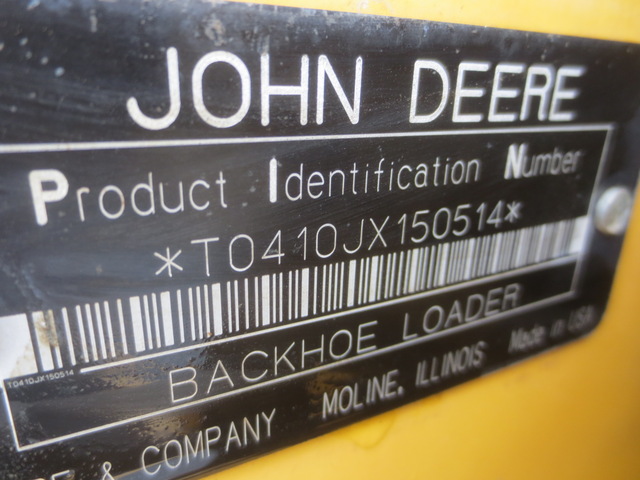 JOHN DEERE
Product Identification Number
*T0410JX150514*
T0410JX150514
BACKHOE LOADER
& COMPANY MOLINE, ILLINOIS Made in USA